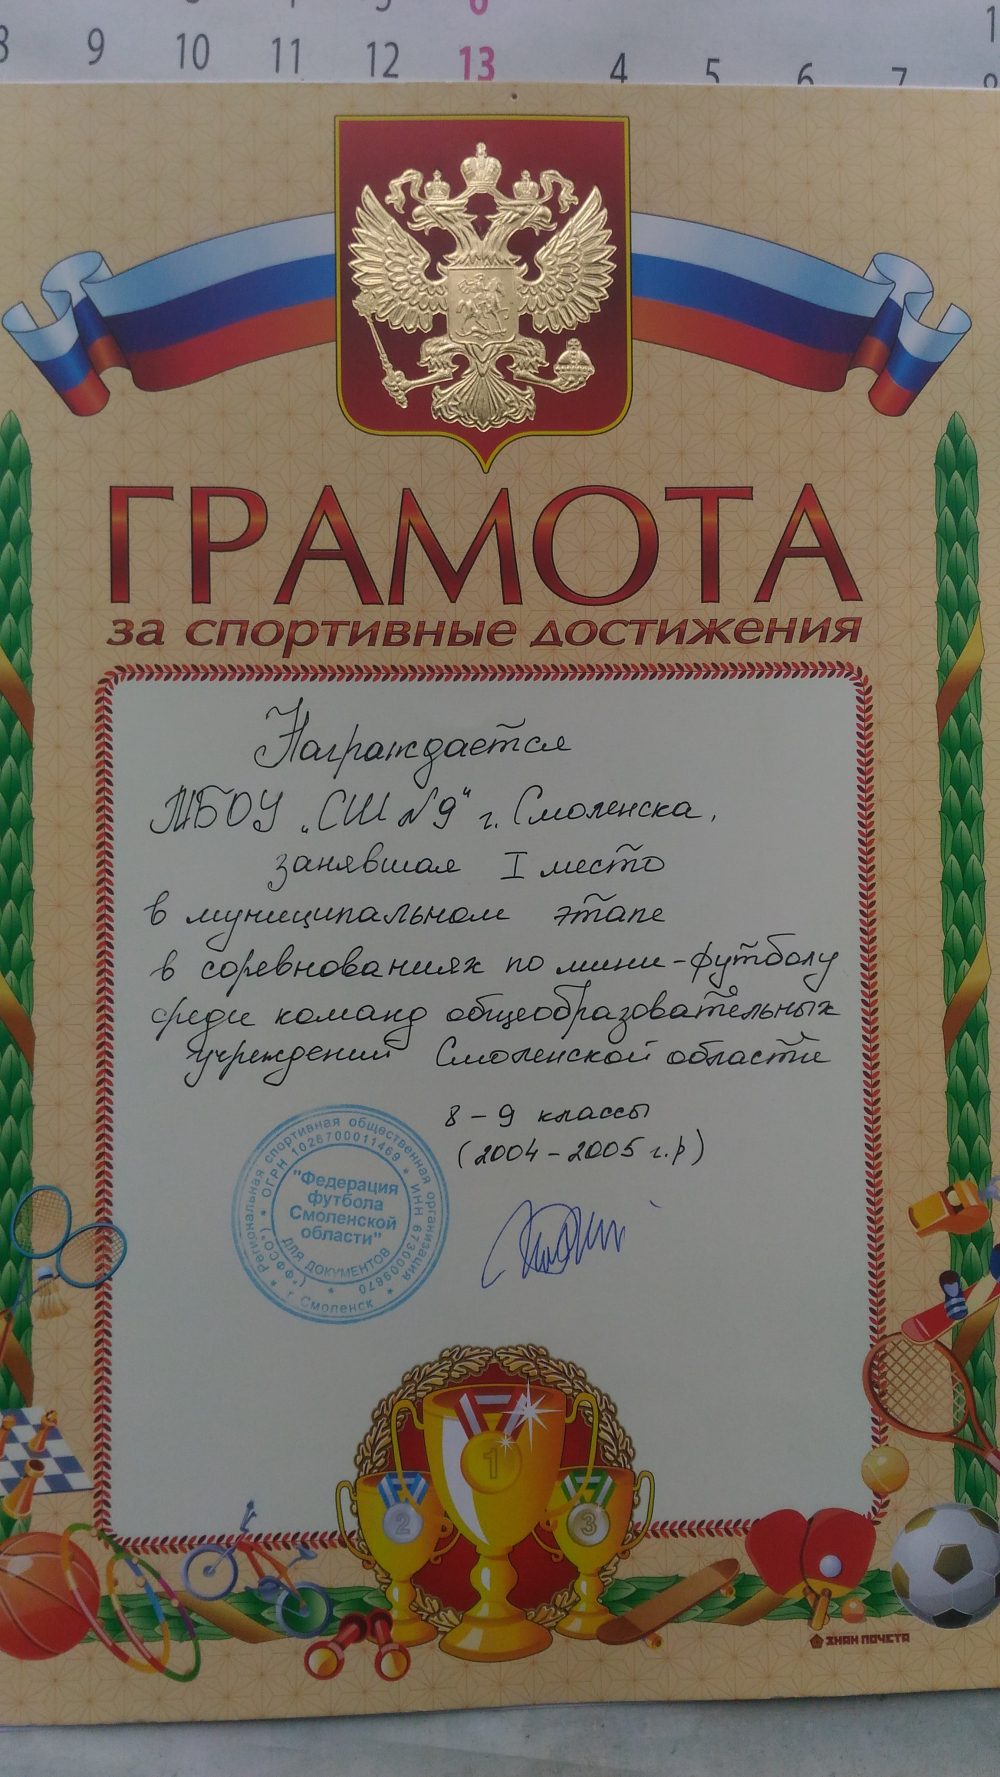 6
8 9 10 11 12 13 4 5 6 7
ГРАМОТА
за спортивные достижения
Награждается
МБОУ „СШ №9" г. Смоленска,
занявшая I место
в муниципальном этапе
в соревнованиях по мини-футболу
среди команд общеобразовательных
учреждений Смоленской области
8-9 классы
(2004-2005 г.р)
Региональная спортивная общественная организация
* ОГРН 1026700011469 * ИНН 6730009670
"Федерация
футбола
Смоленской
области"
ДЛЯ ДОКУМЕНТОВ
("ФФСО")
* г Смоленск *
1
2
3
ЗНАК ПОЧЕТА